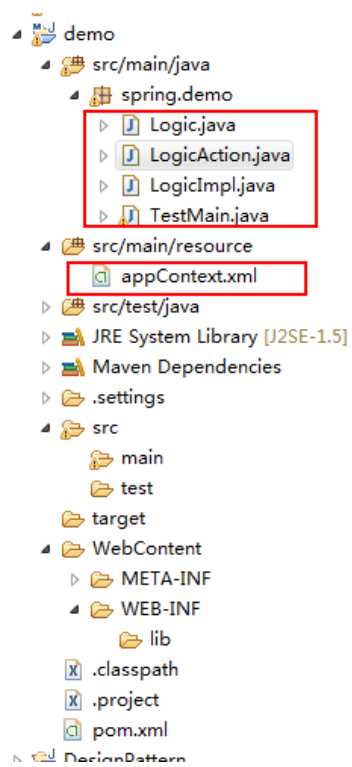 demo
src/main/java
spring.demo
Logic.java
LogicAction.java
LogicImpl.java
TestMain.java
src/main/resource
appContext.xml
src/test/java
JRE System Library [J2SE-1.5]
Maven Dependencies
.settings
src
main
test
target
WebContent
META-INF
WEB-INF
lib
.classpath
.project
pom.xml
DesignPattern